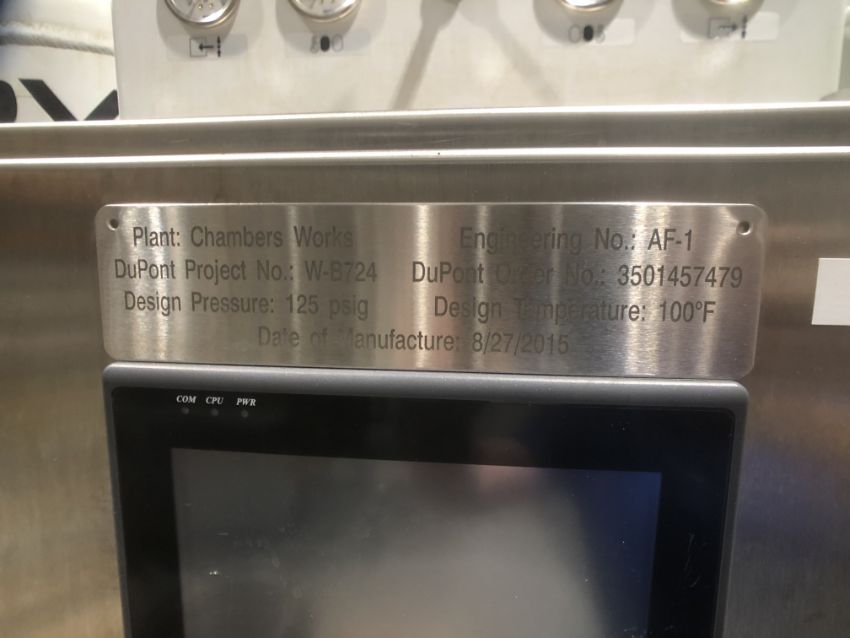 Plant: Chambers Works Engineering No.: AF-1
DuPont Project No.: W-B724 DuPont Order No.: 3501457479
Design Pressure: 125 psig Design Temperature: 100°F
Date of Manufacture: 8/27/2015
COM CPU PWR